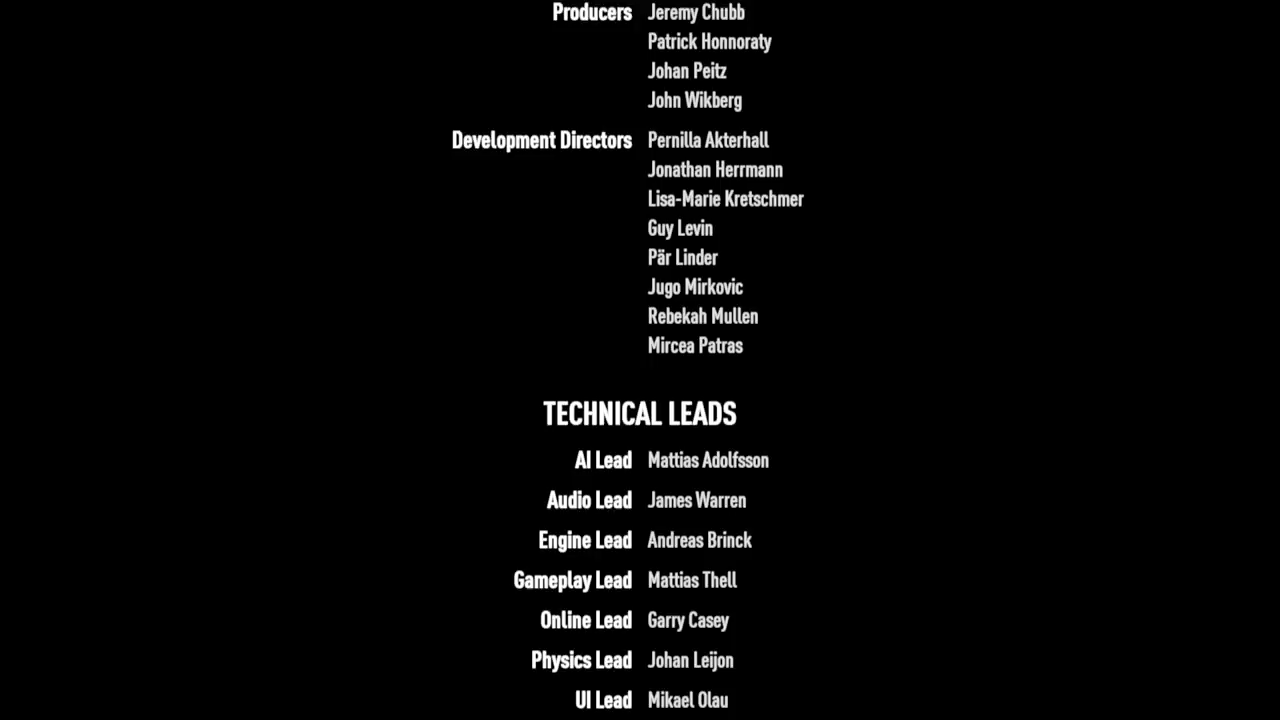 Producers Jeremy Chubb
Patrick Honnoraty
Johan Peitz
John Wikberg
Development Directors Pernilla Akterhall
Jonathan Herrmann
Lisa-Marie Kretschmer
Guy Levin
Pär Linder
Jugo Mirkovic
Rebekah Mullen
Mircea Patras
TECHNICAL LEADS
AI Lead Mattias Adolfsson
Audio Lead James Warren
Engine Lead Andreas Brinck
Gameplay Lead Mattias Thell
Online Lead Garry Casey
Physics Lead Johan Leijon
UI Lead Mikael Olau